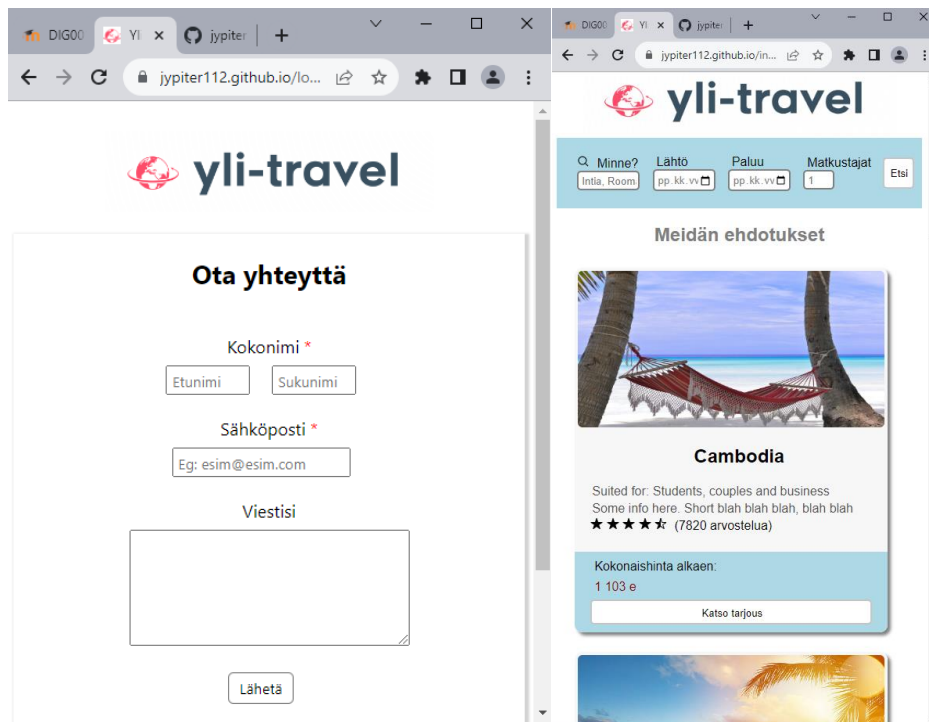 DIG00
Yl
jypiter
jypiter112.github.io/lo...
yli-travel
Ota yhteyttä
Kokonimi *
Etunimi
Sukunimi
Sähköposti *
Eg: esim@esim.com
Viestisi
Lähetä
DIG00
Yl
jypiter
jypiter112.github.io/in...
yli-travel
Minne? Lähtö Paluu Matkustajat
Intia, Room pp.kk.vv pp.kk.vv 1 Etsi
Meidän ehdotukset
Cambodia
Suited for: Students, couples and business
Some info here. Short blah blah blah, blah blah
(7820 arvostelua)
Kokonaishinta alkaen:
1 103 e
Katso tarjous